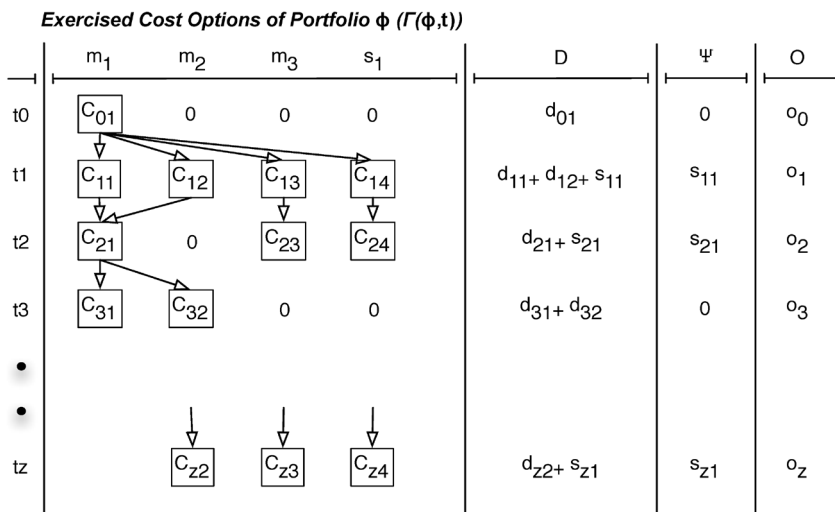 Exercised Cost Options of Portfolio ϕ (Γ(ϕ,t))
m1 m2 m3 s1 D Ψ O
t0 C01 0 0 0 d01 0 o0
t1 C11 C12 C13 C14 d11+ d12+ s11 s11 o1
t2 C21 0 C23 C24 d21+ s21 s21 o2
t3 C31 C32 0 0 d31+ d32 0 o3
tz Cz2 Cz3 Cz4 dz2+ sz1 sz1 oz